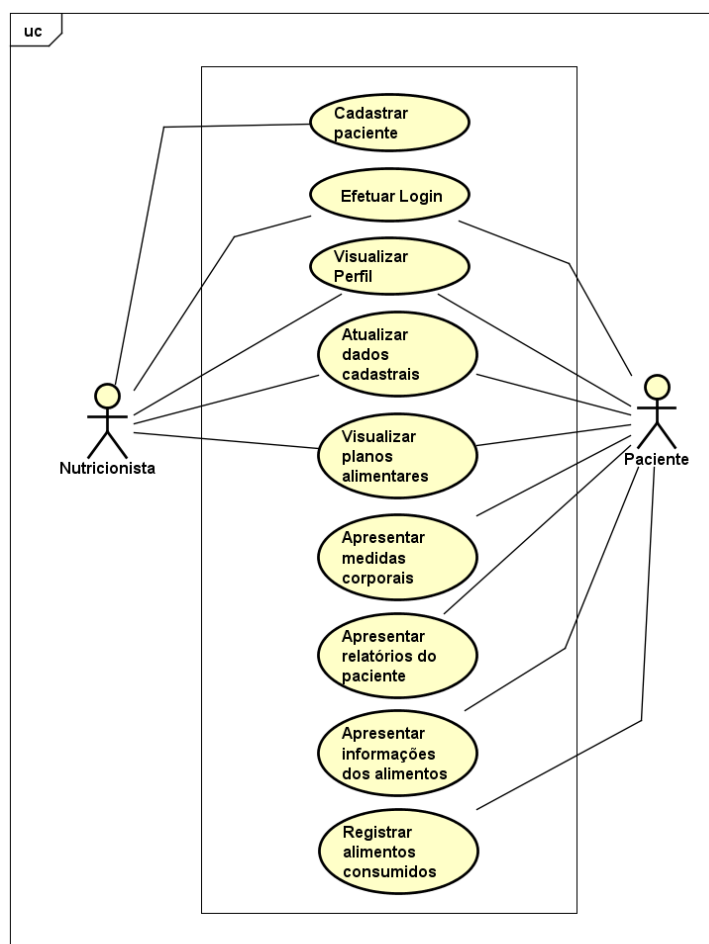 uc
Cadastrar
paciente
Efetuar Login
Visualizar
Perfil
Atualizar
dados
cadastrais
Nutricionista
Paciente
Visualizar
planos
alimentares
Apresentar
medidas
corporais
Apresentar
relatórios do
paciente
Apresentar
informações
dos alimentos
Registrar
alimentos
consumidos